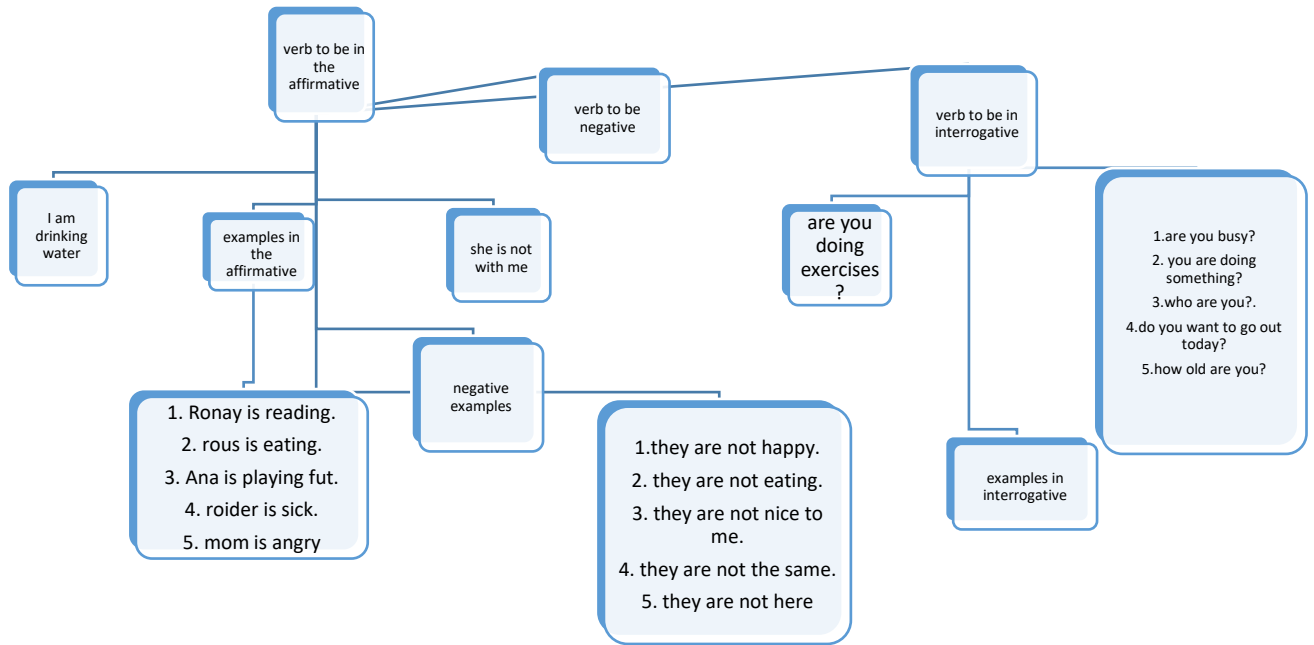 verb to be in
the
affirmative
verb to be
negative
verb to be in
interrogative
I am
drinking
water
examples in
the
affirmative
she is not
with me
are you
doing
exercises
?
1.are you busy?
2. you are doing
something?
3.who are you?.
4.do you want to go out
today?
5.how old are you?
negative
examples
1. Ronay is reading.
2. rous is eating.
3. Ana is playing fut.
4. roider is sick.
5. mom is angry
1.they are not happy.
2. they are not eating.
3. they are not nice to
me.
4. they are not the same.
5. they are not here
examples in
interrogative